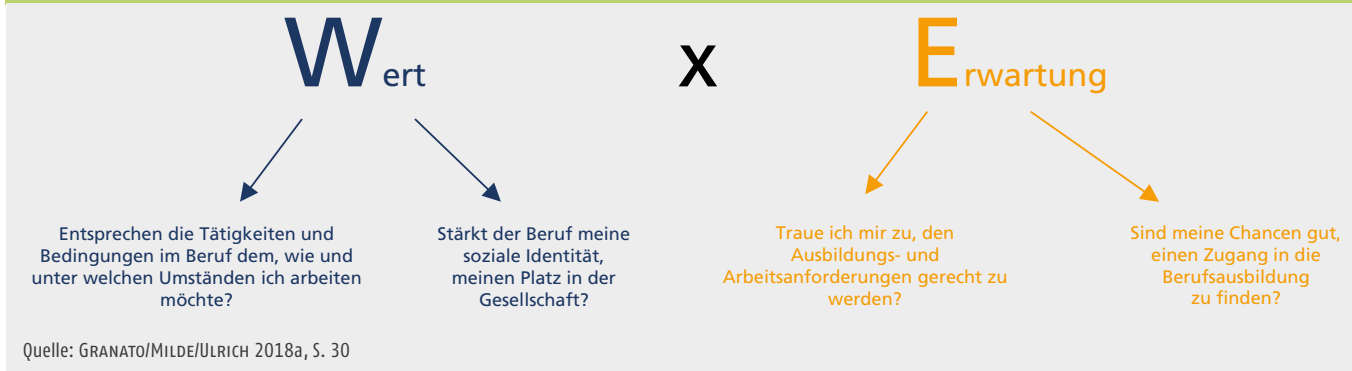 Wert x Erwartung
Entsprechen die Tätigkeiten und
Bedingungen im Beruf dem, wie und
unter welchen Umständen ich arbeiten
möchte?
Stärkt der Beruf meine
soziale Identität,
meinen Platz in der
Gesellschaft?
Traue ich mir zu, den
Ausbildungs- und
Arbeitsanforderungen gerecht zu
werden?
Sind meine Chancen gut,
einen Zugang in die
Berufsausbildung
zu finden?
Quelle: GRANATO/MILDE/ULRICH 2018a, S. 30